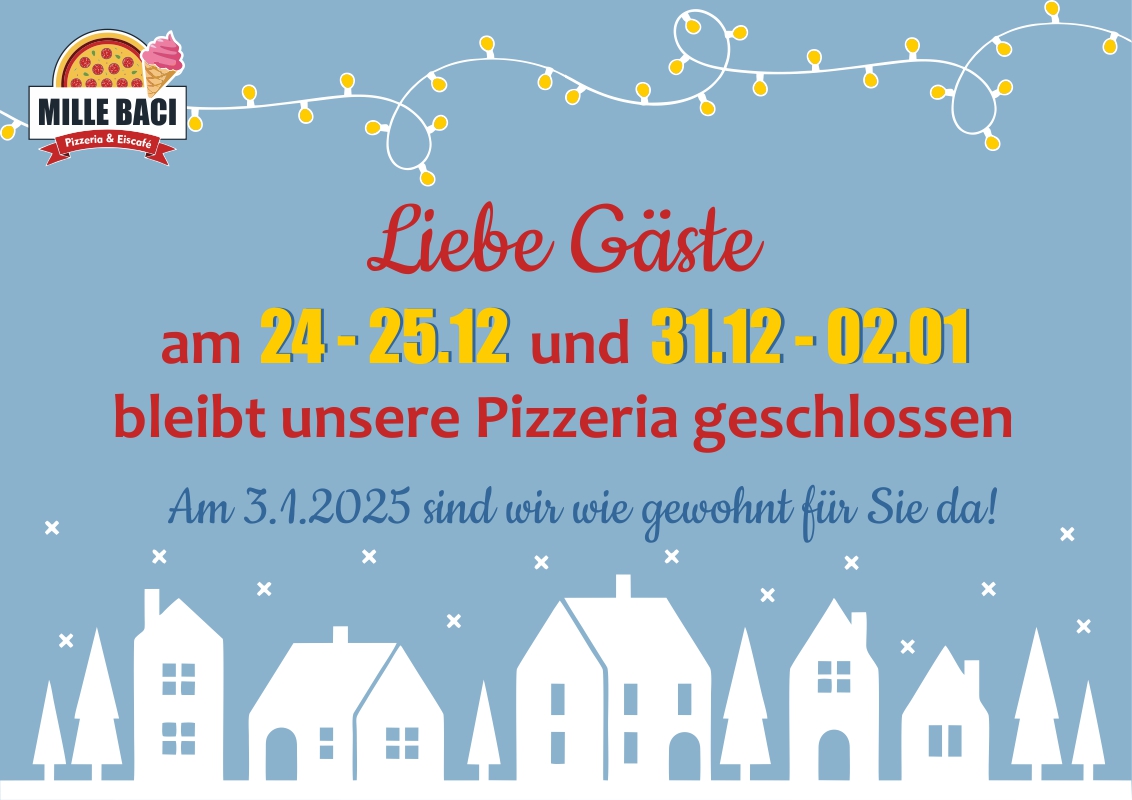 MILLE BACI
Pizzeria & Eiscafé
Liebe Gäste
am 24 - 25.12 und 31.12 - 02.01
bleibt unsere Pizzeria geschlossen
Am 3.1.2025 sind wir wie gewohnt für Sie da!